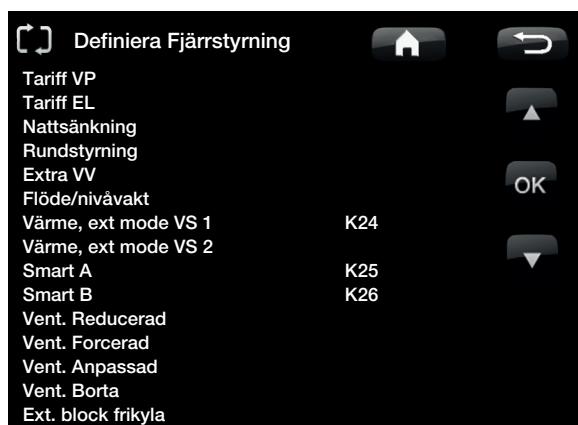 Definiera Fjärrstyrning
Tariff VP
Tariff EL
Nattsänkning
Rundstyrning
Extra VV
OK
Flöde/nivåvakt
Värme, ext mode VS 1 K24
Värme, ext mode VS 2
Smart A K25
Smart B K26
Vent. Reducerad
Vent. Forcerad
Vent. Anpassad
Vent. Borta
Ext. block frikyla